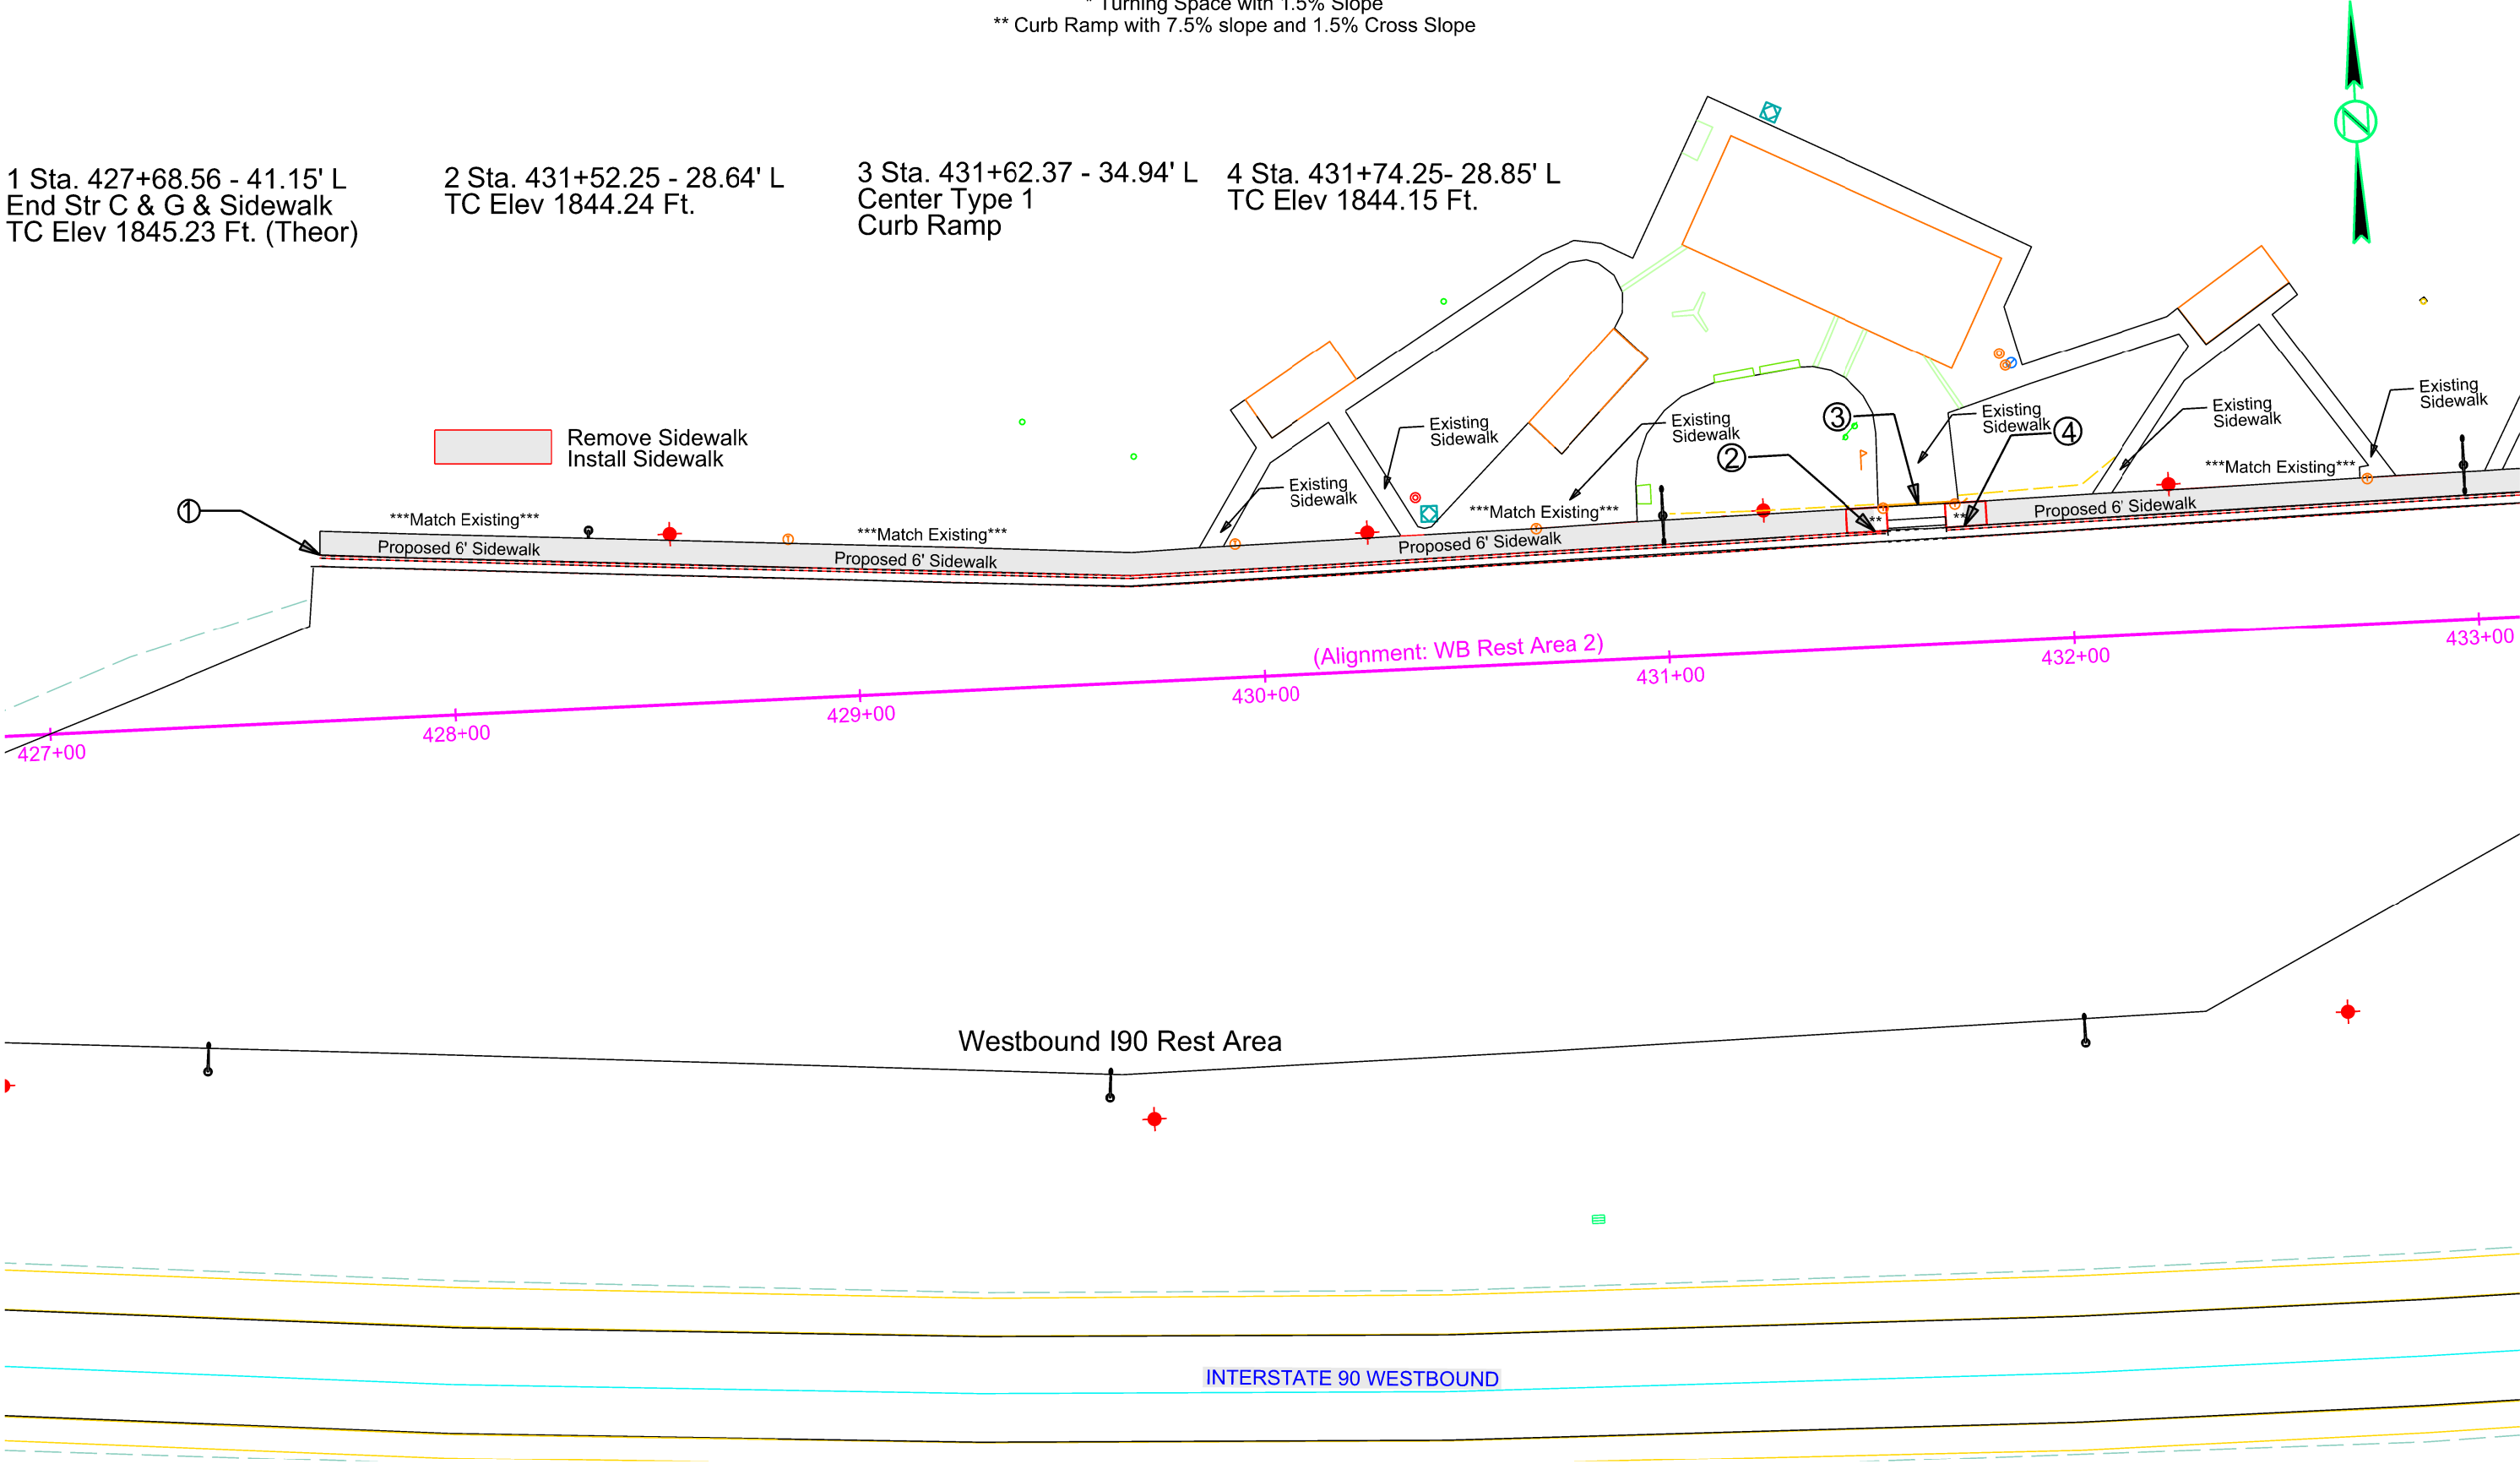 * Turning Space with 1.5% Slope
** Curb Ramp with 7.5% slope and 1.5% Cross Slope
N
1 Sta. 427+68.56 - 41.15' L
End Str C & G & Sidewalk
TC Elev 1845.23 Ft. (Theor)
2 Sta. 431+52.25 - 28.64' L
TC Elev 1844.24 Ft.
3 Sta. 431+62.37 - 34.94' L
Center Type 1
Curb Ramp
4 Sta. 431+74.25- 28.85' L
TC Elev 1844.15 Ft.
Remove Sidewalk
Install Sidewalk
1
***Match Existing***
Proposed 6' Sidewalk
***Match Existing***
Proposed 6' Sidewalk
Existing
Sidewalk
Existing
Sidewalk
***Match Existing***
Proposed 6' Sidewalk
Existing
Sidewalk
2
3
**
Existing
Sidewalk
4
**
Proposed 6' Sidewalk
Existing
Sidewalk
***Match Existing***
Existing
Sidewalk
(Alignment: WB Rest Area 2)
427+00
428+00
429+00
430+00
431+00
432+00
433+00
Westbound I90 Rest Area
INTERSTATE 90 WESTBOUND